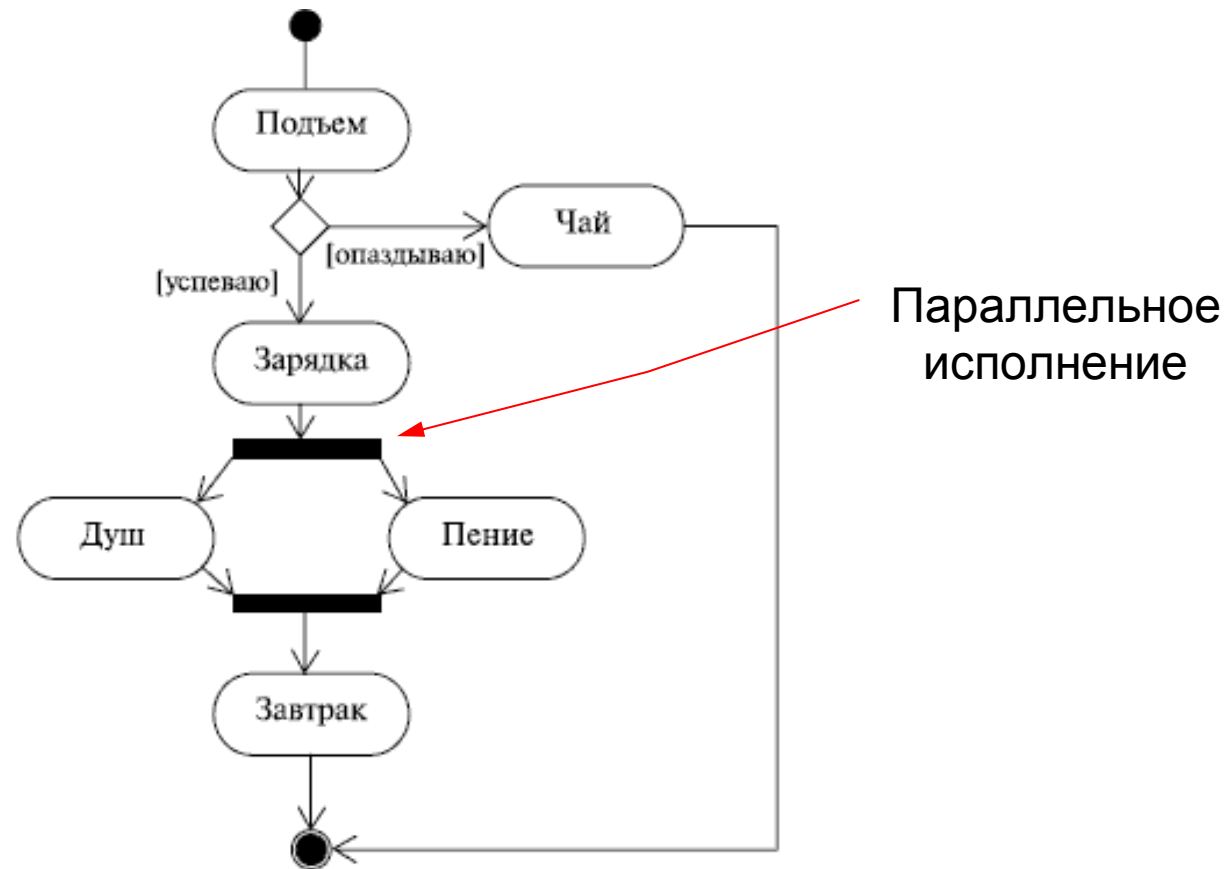 Подъем
Чай
[опаздываю]
[успеваю]
Параллельное
исполнение
Зарядка
Душ
Пение
Завтрак